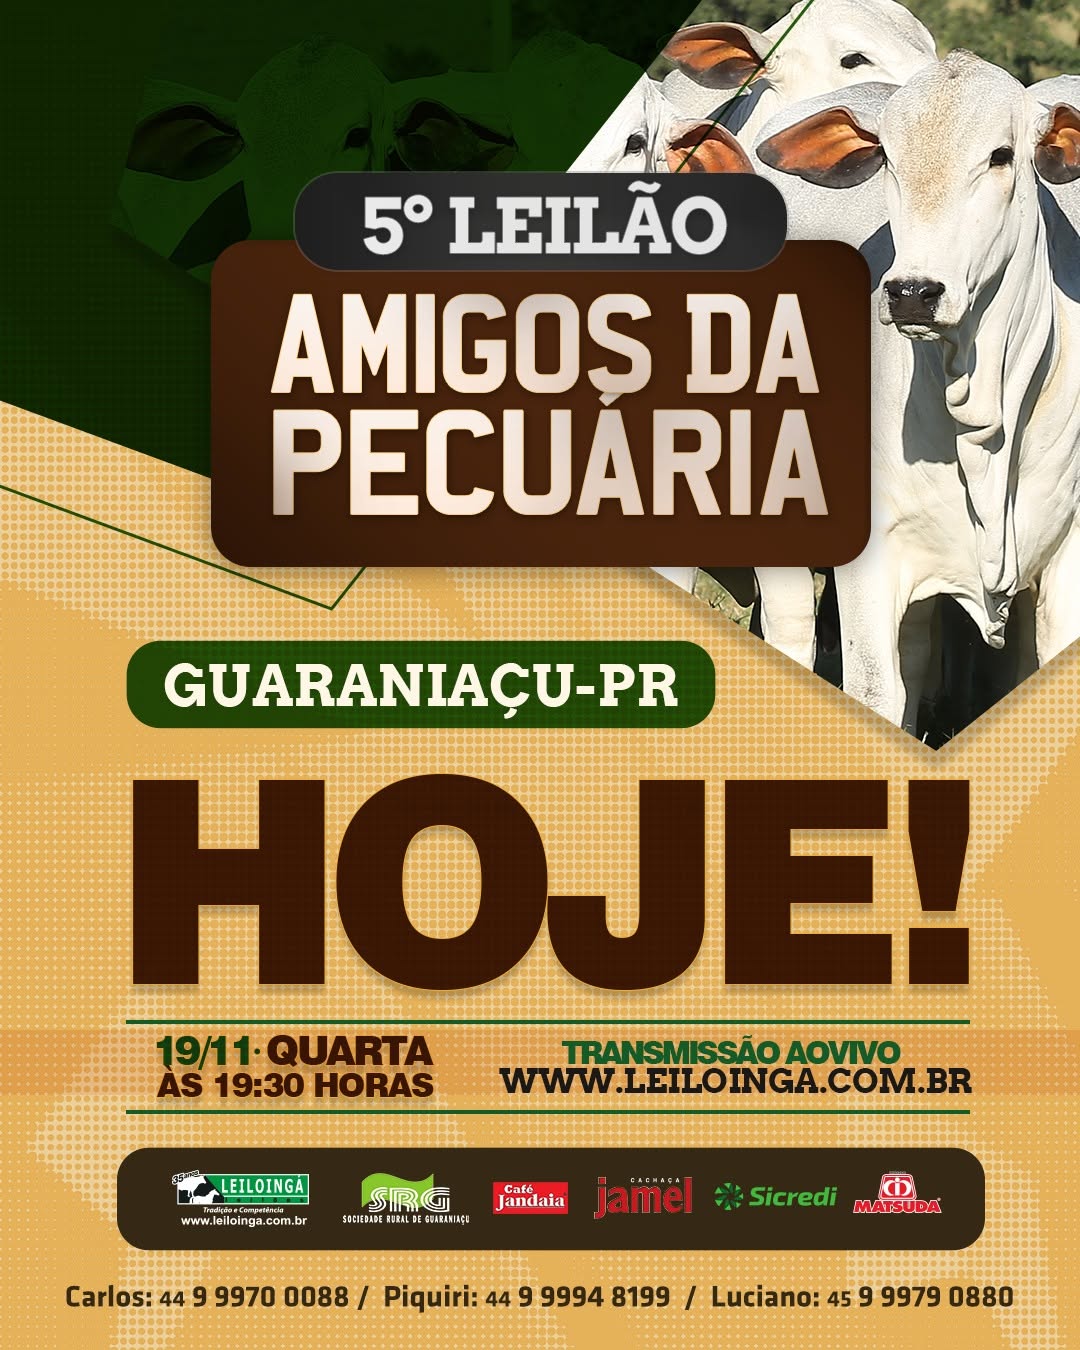 5º LEILÃO
AMIGOS DA
PECUÁRIA
GUARANIAÇU-PR
HOJE!
19/11· QUARTA
ÀS 19:30 HORAS
TRANSMISSÃO AOVIVO
WWW.LEILOINGA.COM.BR
35 anos
LEILOINGÁ
Tradição e Competência
www.leiloinga.com.br
SRG
SOCIEDADE RURAL DE GUARANIAÇU
Café
Jandaia
CACHAÇA
jamel
Sicredi
MATSUDA
Carlos: 44 9 9970 0088 / Piquiri: 44 9 9994 8199 / Luciano: 45 9 9979 0880